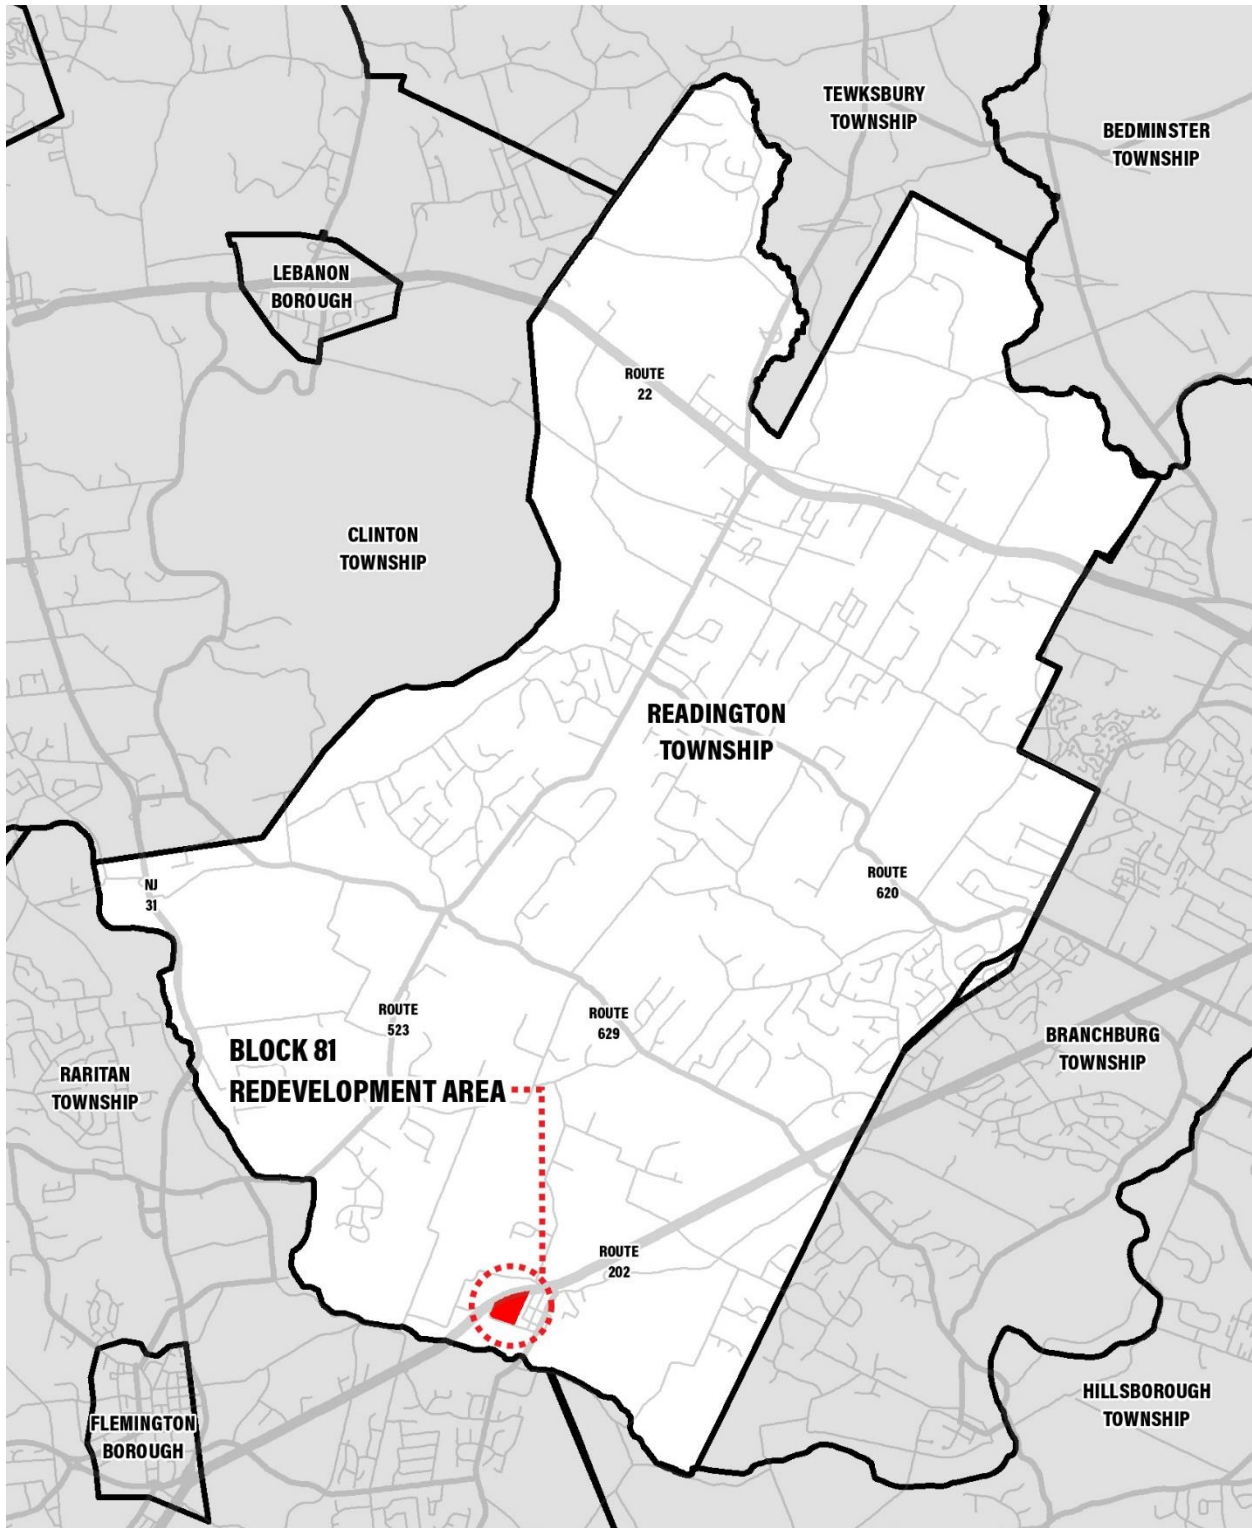 TEWKSBURY
TOWNSHIP
BEDMINSTER
TOWNSHIP
LEBANON
BOROUGH
ROUTE
22
CLINTON
TOWNSHIP
READINGTON
TOWNSHIP
NJ
31
ROUTE
620
ROUTE
523
ROUTE
629
BLOCK 81
REDEVELOPMENT AREA
RARITAN
TOWNSHIP
BRANCHBURG
TOWNSHIP
ROUTE
202
HILLSBOROUGH
TOWNSHIP
FLEMINGTON
BOROUGH